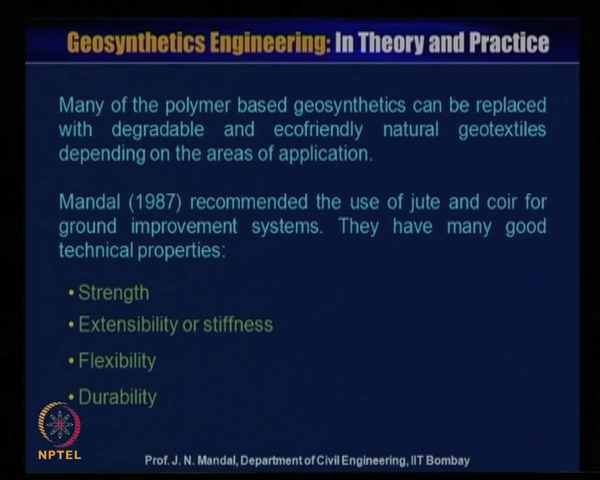 Geosynthetics Engineering: In Theory and Practice
Many of the polymer based geosynthetics can be replaced
with degradable and ecofriendly natural geotextiles
depending on the areas of application.
Mandal (1987) recommended the use of jute and coir for
ground improvement systems. They have many good
technical properties:
• Strength
• Extensibility or stiffness
• Flexibility
• Durability
NPTEL
Prof. J. N. Mandal, Department of Civil Engineering, IIT Bombay